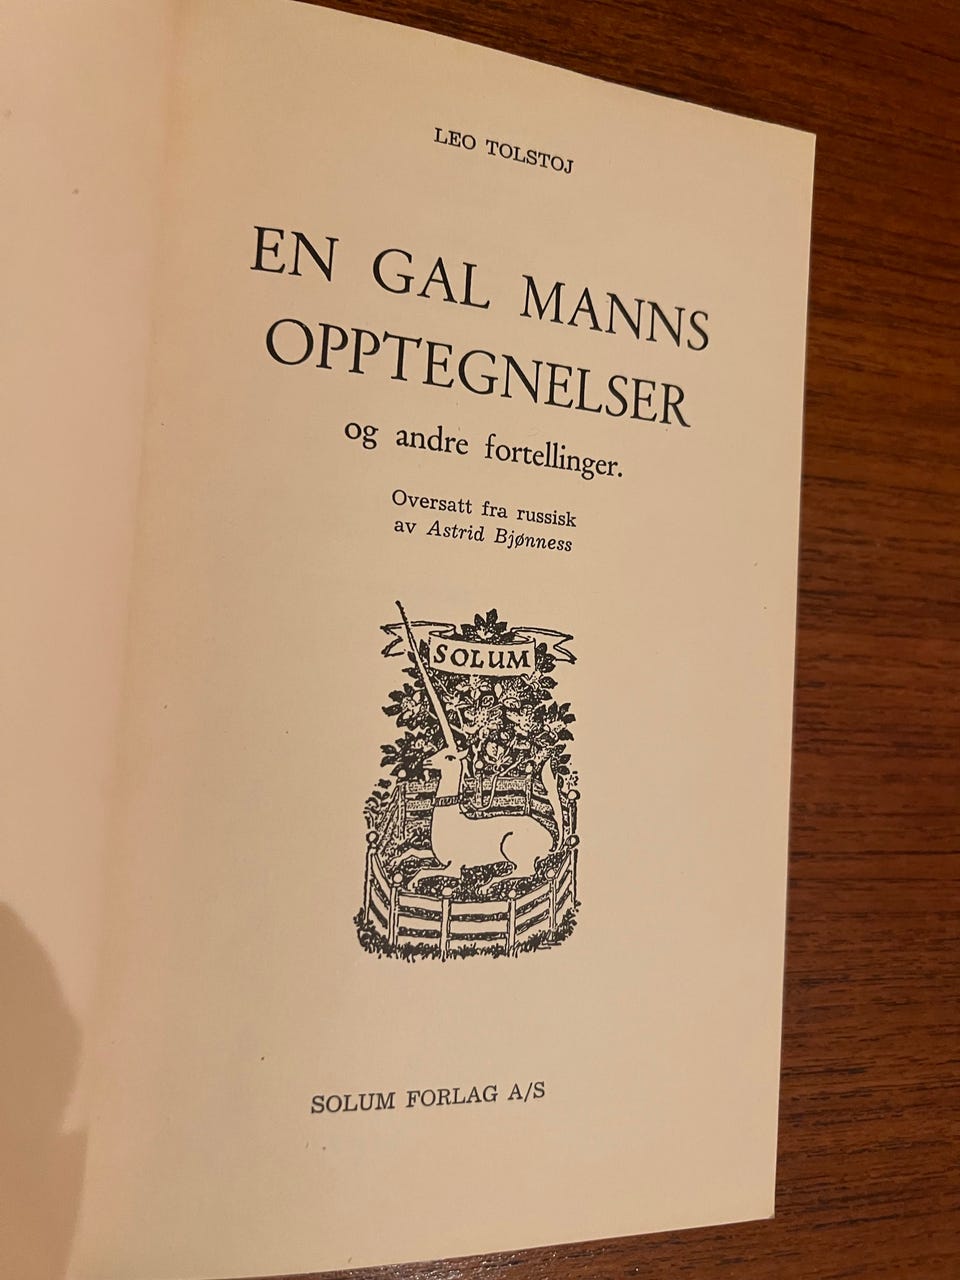 LEO TOLSTOJ
EN GAL MANNS
OPPTEGNELSER
og andre fortellinger.
Oversatt fra russisk
av Astrid Bjønness
SOLUM
SOLUM FORLAG A/S